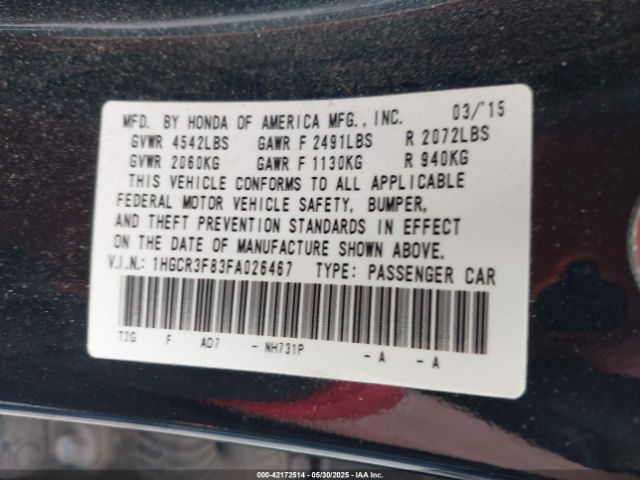 MFD. BY HONDA OF AMERICA MFG., INC. 03/'15
GVWR 4542LBS GAWR F 2491LBS R 2072LBS
GVWR 2060KG GAWR F 1130KG R 940KG
THIS VEHICLE CONFORMS TO ALL APPLICABLE
FEDERAL MOTOR VEHICLE SAFETY, BUMPER,
AND THEFT PREVENTION STANDARDS IN EFFECT
ON THE DATE OF MANUFACTURE SHOWN ABOVE.
V.I.N.: 1HGCR3F83FA026467 TYPE: PASSENGER CAR
T2G F AD7 - NH731P - A - A
000-42172514 - 05/30/2025 - IAA Inc.